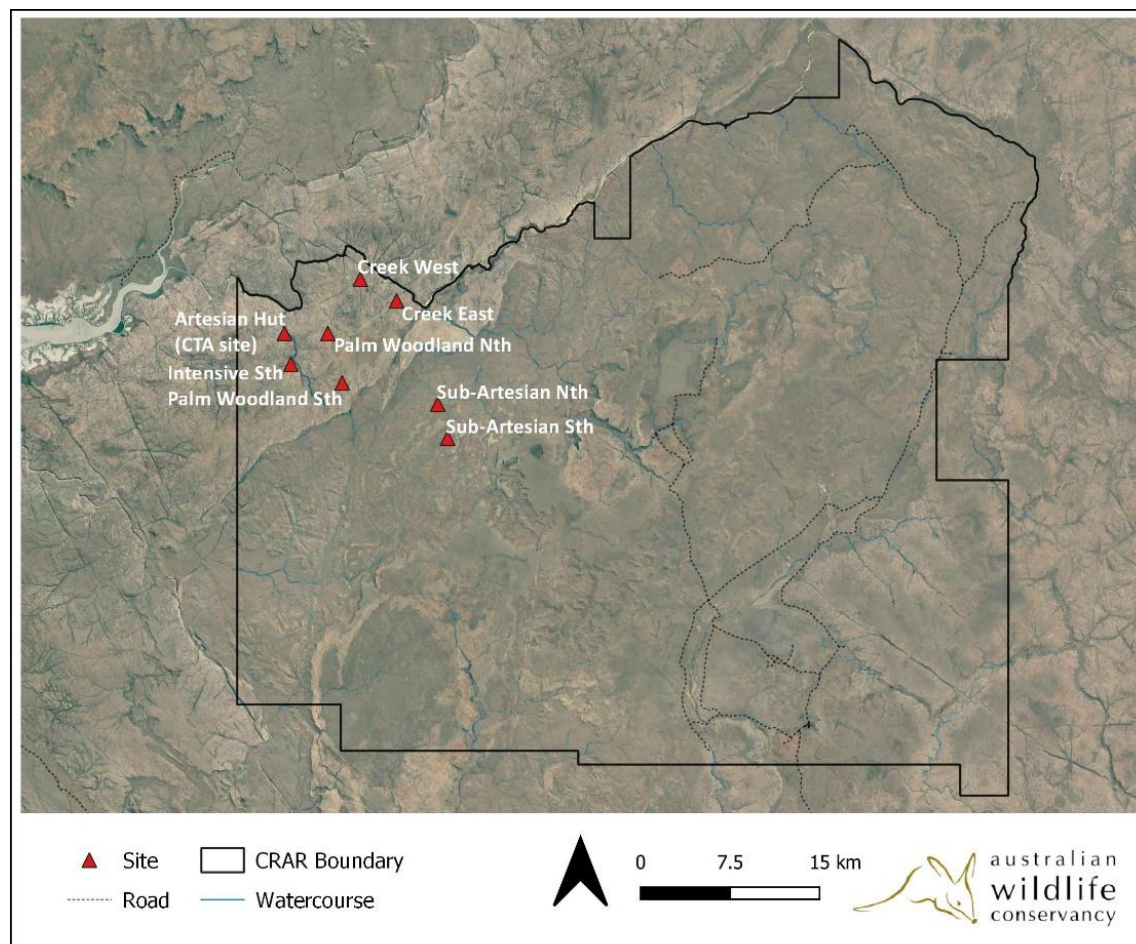 Creek West
Creek East
Artesian Hut
(CTA site)
Palm Woodland Nth
Intensive Sth
Palm Woodland Sth
Sub-Artesian Nth
Sub-Artesian Sth
Site
CRAR Boundary
Road
Watercourse
0 7.5 15 km
australian
wildlife
conservancy